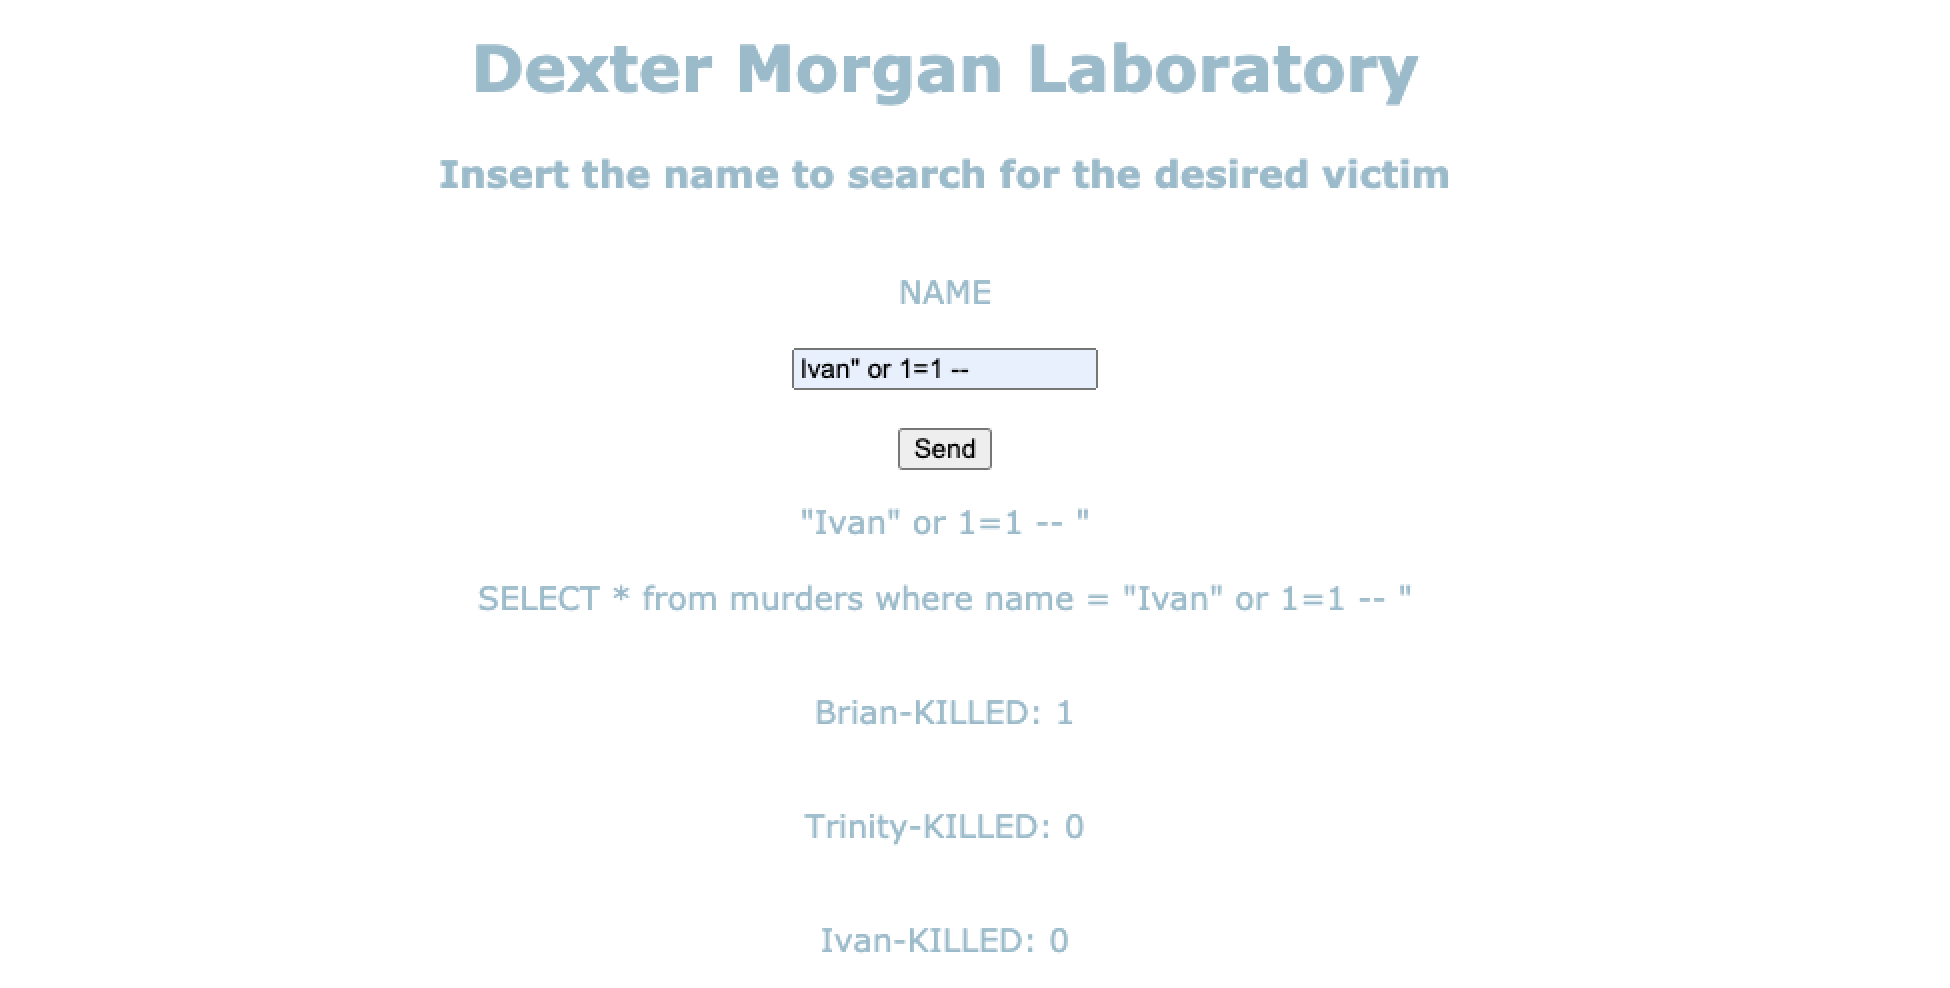 Dexter Morgan Laboratory
Insert the name to search for the desired victim
NAME
Ivan" or 1=1 --
Send
"Ivan" or 1=1 -- "
SELECT * from murders where name = "Ivan" or 1=1 -- "
Brian-KILLED: 1
Trinity-KILLED: 0
Ivan-KILLED: 0